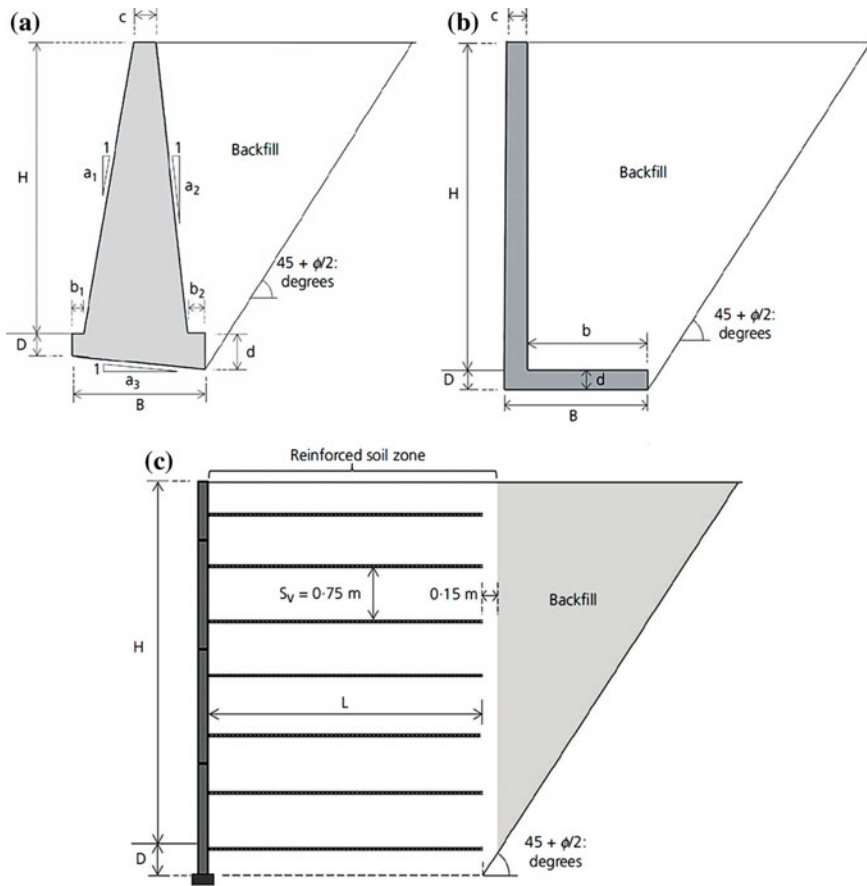 (a)
c
H
1
a1
1
a2
Backfill
45 + ϕ/2:
degrees
b1
b2
D
d
1
a3
B
(b)
c
H
Backfill
45 + ϕ/2:
degrees
b
D
d
B
(c)
Reinforced soil zone
Sv = 0·75 m
0·15 m
Backfill
H
L
45 + ϕ/2:
degrees
D